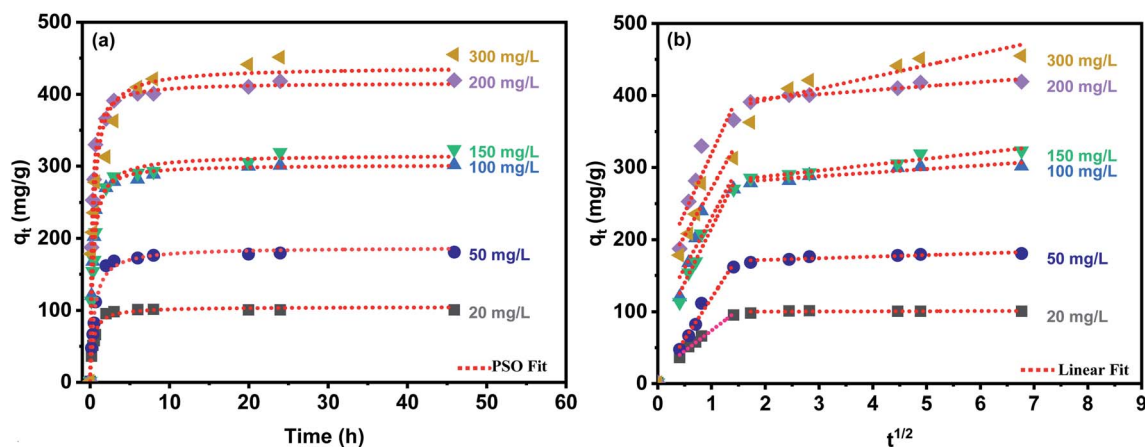 (a)
500
400
300
200
100
0
qt (mg/g)
300 mg/L
200 mg/L
150 mg/L
100 mg/L
50 mg/L
20 mg/L
PSO Fit
0 10 20 30 40 50 60
Time (h)
(b)
500
400
300
200
100
0
qt (mg/g)
300 mg/L
200 mg/L
150 mg/L
100 mg/L
50 mg/L
20 mg/L
Linear Fit
0 1 2 3 4 5 6 7 8 9
t1/2